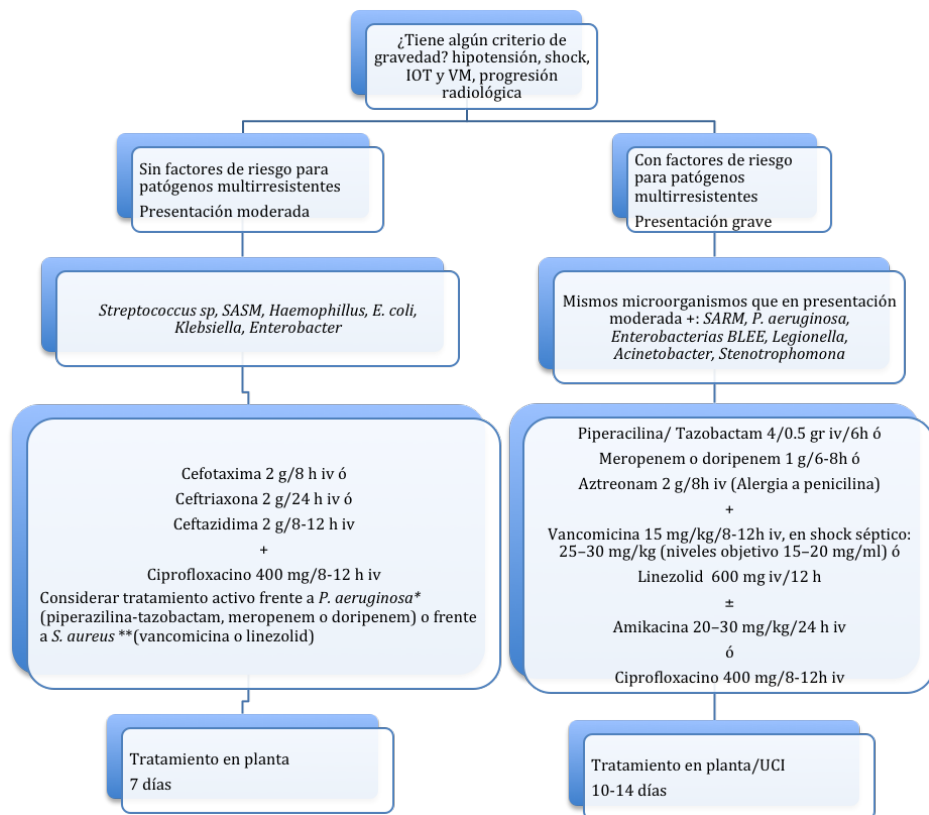 ¿Tiene algún criterio de
gravedad? hipotensión, shock,
IOT y VM, progresión
radiológica
Sin factores de riesgo para
patógenos multirresistentes
Presentación moderada
Con factores de riesgo
para patógenos
multirresistentes
Presentación grave
Streptococcus sp, SASM, Haemophillus, E. coli,
Klebsiella, Enterobacter
Mismos microorganismos que en presentación
moderada +: SARM, P. aeruginosa,
Enterobacterias BLEE, Legionella,
Acinetobacter, Stenotrophomona
Cefotaxima 2 g/8 h iv ó
Ceftriaxona 2 g/24 h iv ó
Ceftazidima 2 g/8-12 h iv
+
Ciprofloxacino 400 mg/8-12 h iv
Considerar tratamiento activo frente a P. aeruginosa*
(piperazilina-tazobactam, meropenem o doripenem) o frente
a S. aureus **(vancomicina o linezolid)
Piperacilina/ Tazobactam 4/0.5 gr iv/6h ó
Meropenem o doripenem 1 g/6-8h ó
Aztreonam 2 g/8h iv (Alergia a penicilina)
+
Vancomicina 15 mg/kg/8-12h iv, en shock séptico:
25–30 mg/kg (niveles objetivo 15–20 mg/ml) ó
Linezolid 600 mg iv/12 h
±
Amikacina 20–30 mg/kg/24 h iv
ó
Ciprofloxacino 400 mg/8-12h iv
Tratamiento en planta
7 días
Tratamiento en planta/UCI
10-14 días